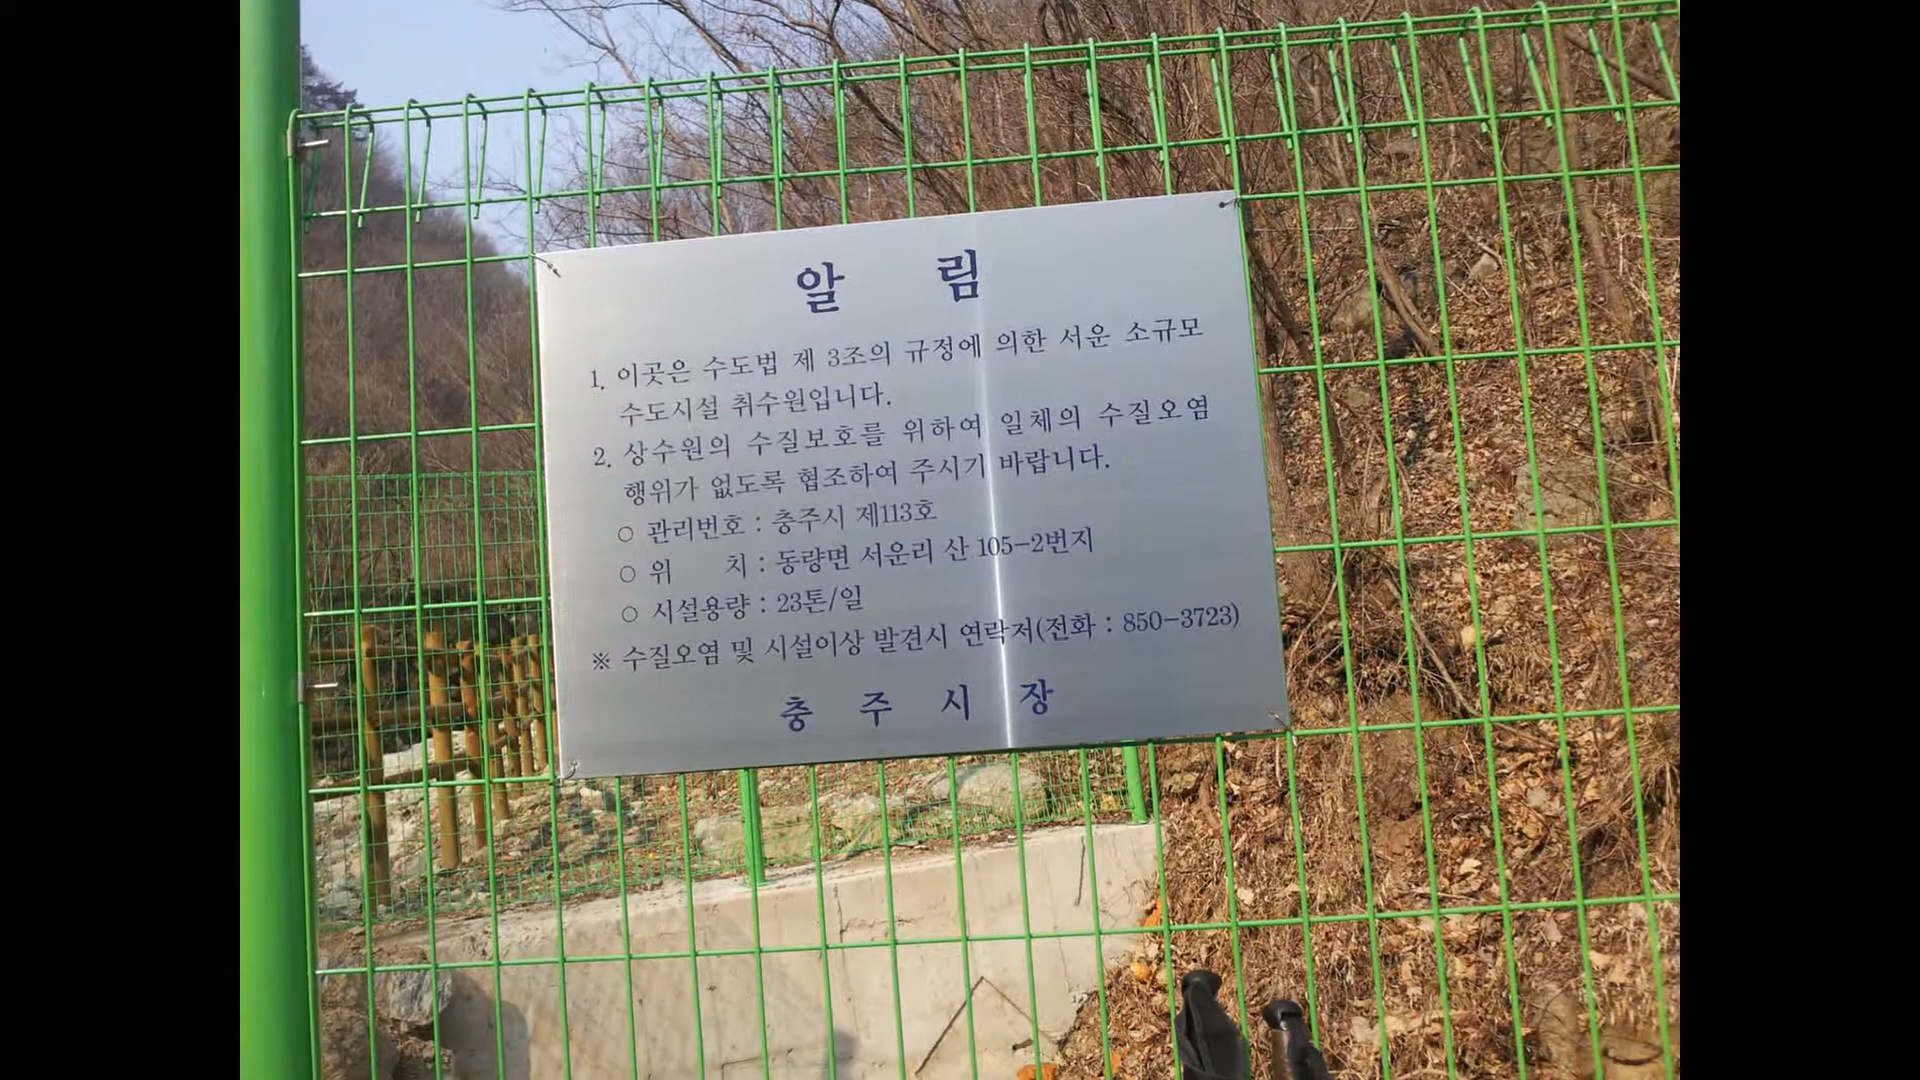 알 림
1. 이곳은 수도법 제 3조의 규정에 의한 서운 소규모
수도시설 취수원입니다.
2. 상수원의 수질보호를 위하여 일체의 수질오염
행위가 없도록 협조하여 주시기 바랍니다.
○ 관리번호 : 충주시 제113호
○ 위 치 : 동량면 서운리 산 105-2번지
○ 시설용량 : 23톤/일
※ 수질오염 및 시설이상 발견시 연락저(전화 : 850-3723)
충 주 시 장